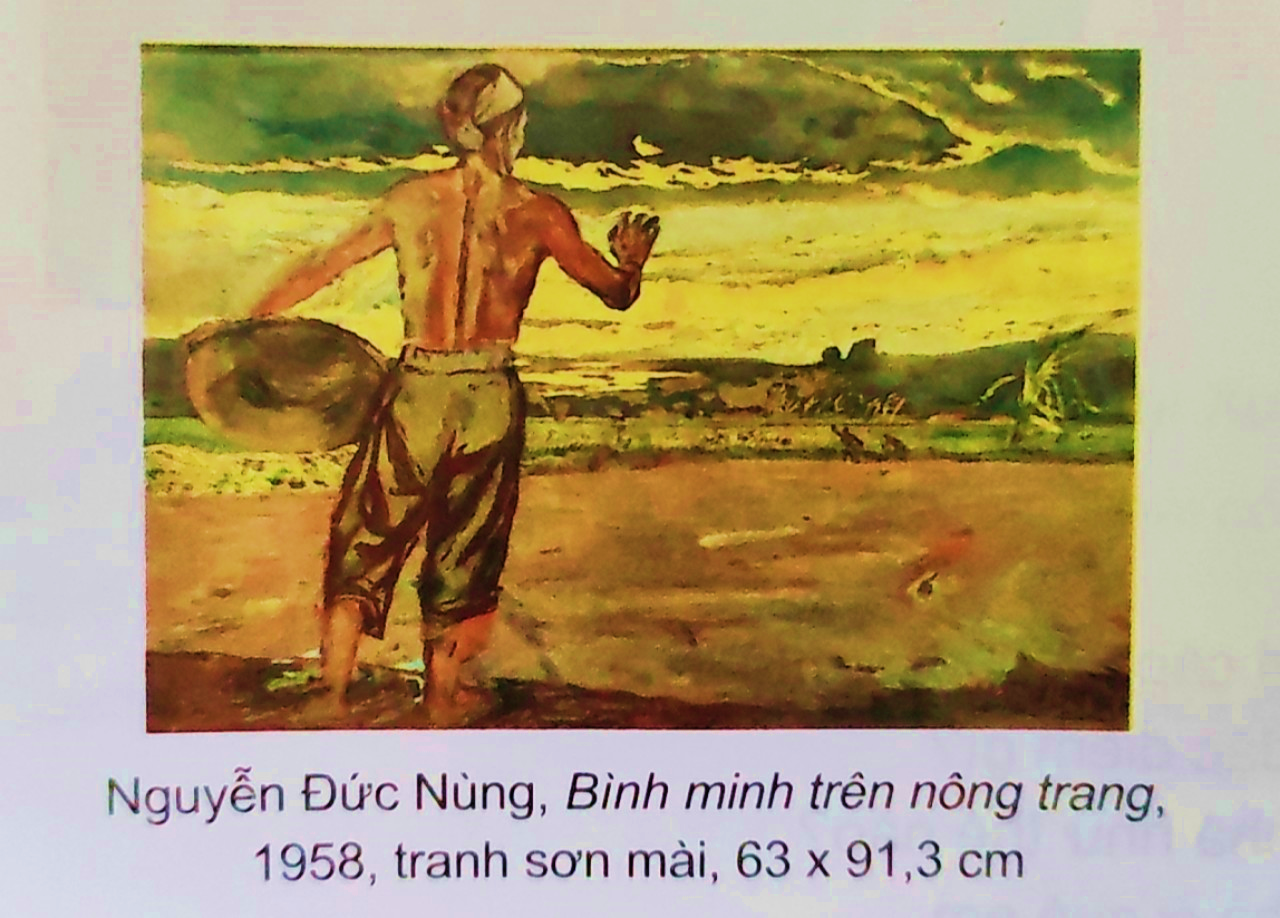 Nguyễn Đức Nùng, Bình minh trên nông trang,
1958, tranh sơn mài, 63 x 91,3 cm